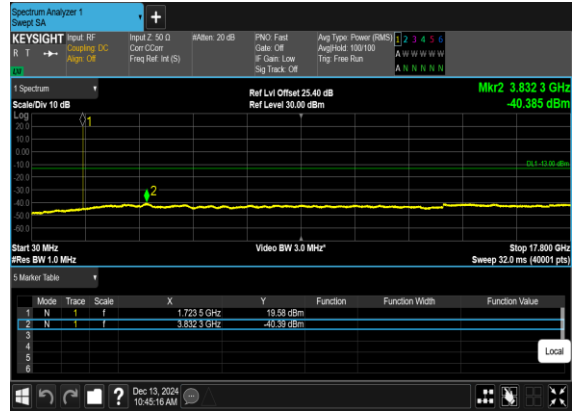 Spectrum Analyzer 1
Swept SA
+
KEYSIGHT Input: RF Input Z: 50 Ω #Atten: 20 dB PNO: Fast Avg Type: Power (RMS) 1 2 3 4 5 6
R T Coupling: DC Corr CCorr Gate: Off Avg|Hold: 100/100 A W W W W W
Align: Off Freq Ref: Int (S) IF Gain: Low Trig: Free Run
LW Sig Track: Off A N N N N N
1 Spectrum Ref Lvl Offset 25.40 dB Mkr2 3.832 3 GHz
Scale/Div 10 dB Ref Level 30.00 dBm -40.385 dBm
Log
1
20.0
10.0
0.00
-10.0
DL1 -13.00 dBm
-20.0
-30.0
2
-40.0
-50.0
-60.0
Start 30 MHz Video BW 3.0 MHz* Stop 17.800 GHz
#Res BW 1.0 MHz Sweep 32.0 ms (40001 pts)
5 Marker Table
Mode Trace Scale X Y Function Function Width Function Value
1 N 1 f 1.723 5 GHz 19.58 dBm
2 N 1 f 3.832 3 GHz -40.39 dBm
3
4
5
6
Local
? Dec 13, 2024
10:45:16 AM